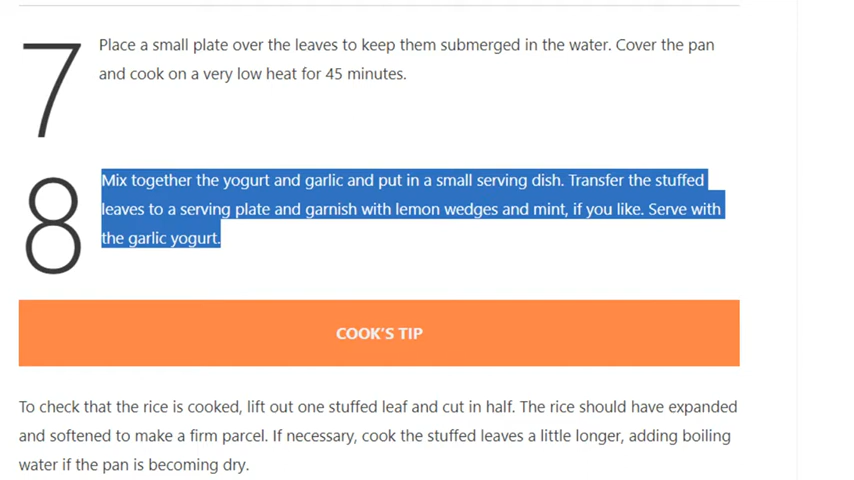 7
Place a small plate over the leaves to keep them submerged in the water. Cover the pan
and cook on a very low heat for 45 minutes.
8
Mix together the yogurt and garlic and put in a small serving dish. Transfer the stuffed
leaves to a serving plate and garnish with lemon wedges and mint, if you like. Serve with
the garlic yogurt.
COOK'S TIP
To check that the rice is cooked, lift out one stuffed leaf and cut in half. The rice should have expanded
and softened to make a firm parcel. If necessary, cook the stuffed leaves a little longer, adding boiling
water if the pan is becoming dry.